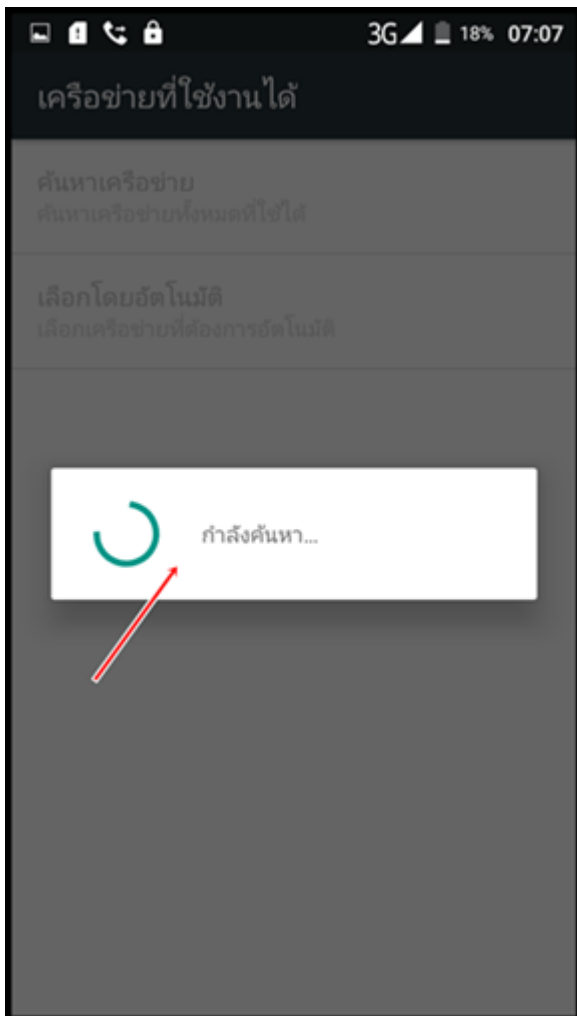 3G 18% 07:07
เครือข่ายที่ใช้งานได้
ค้นหาเครือข่าย
ค้นหาเครือข่ายทั้งหมดที่ใช้ได้
เลือกโดยอัตโนมัติ
เลือกเครือข่ายที่ต้องการอัตโนมัติ
กำลังค้นหา...